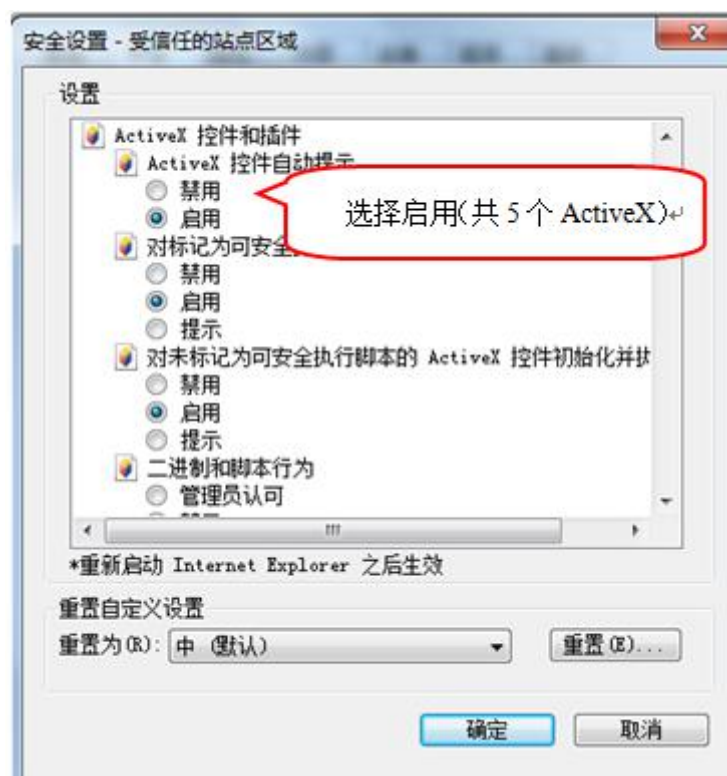 安全设置 - 受信任的站点区域
设置
ActiveX 控件和插件
ActiveX 控件自动提示
禁用
启用
选择启用(共 5 个 ActiveX)↵
对标记为可安全
禁用
启用
提示
对未标记为可安全执行脚本的 ActiveX 控件初始化并执
禁用
启用
提示
二进制和脚本行为
管理员认可
*重新启动 Internet Explorer 之后生效
重置自定义设置
重置为(R): 中 (默认)
重置(E)...
确定
取消